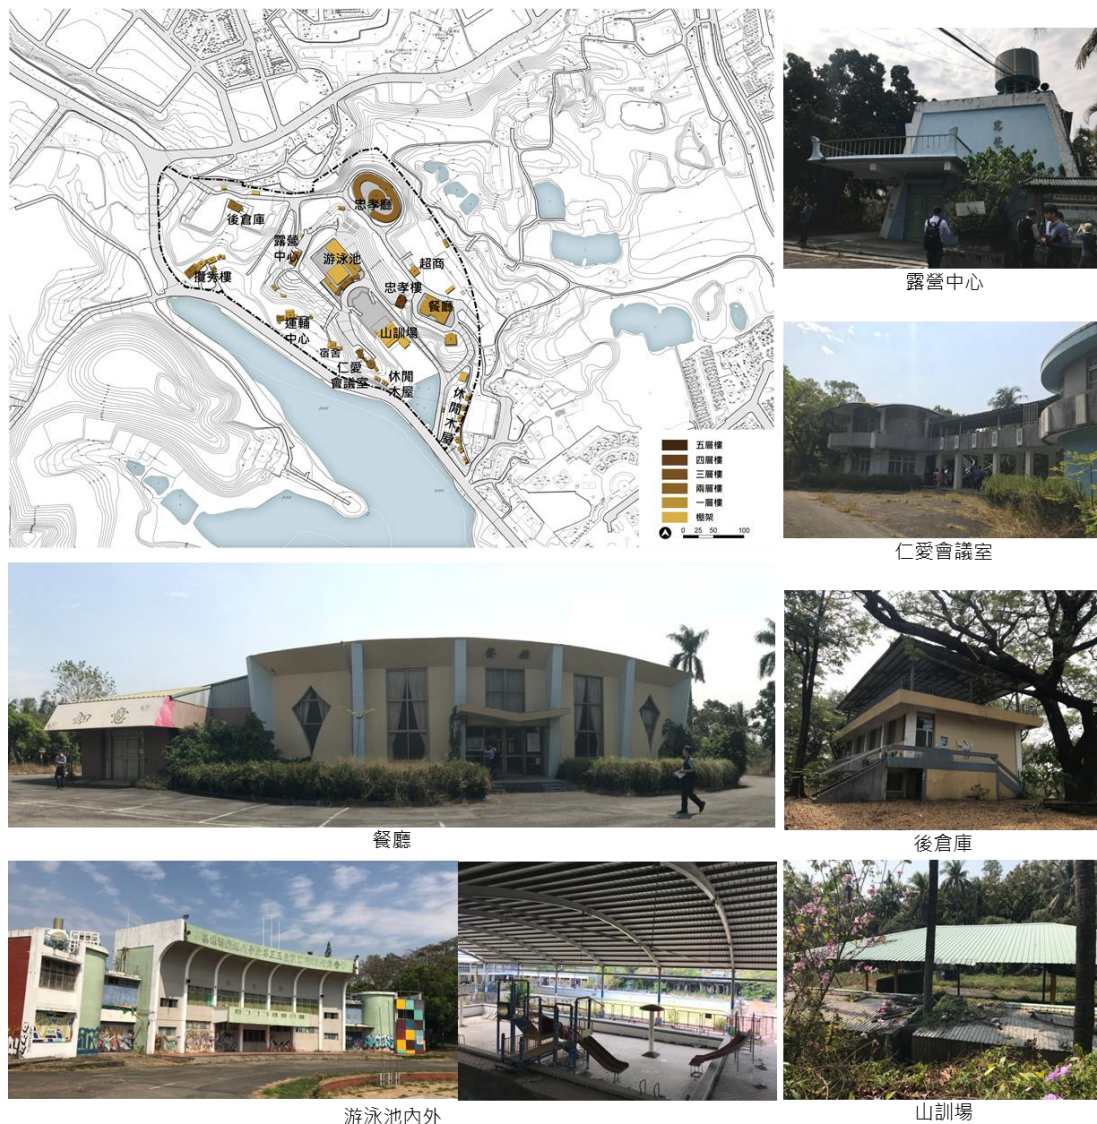 忠孝廳
後倉庫
露營
中心
游泳池
超商
攬秀樓
忠孝樓
餐廳
運輔
中心
山訓場
宿舍
仁愛
會議室
休閒
木屋
休閒木屋
五層樓
四層樓
三層樓
兩層樓
一層樓
棚架
0 25 50 100
露營中心
仁愛會議室
餐廳
如意
餐廳
後倉庫
游泳池內外
山訓場